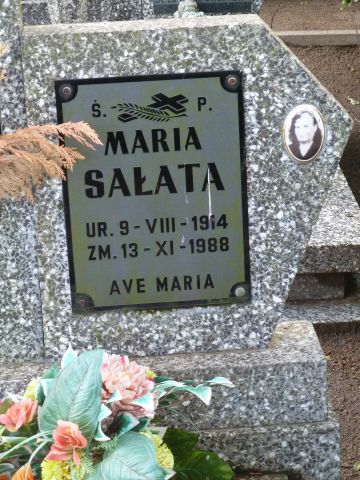 Ś. P.
MARIA
SAŁATA
UR. 9-VIII-1914
ZM. 13-XI-1988
AVE MARIA